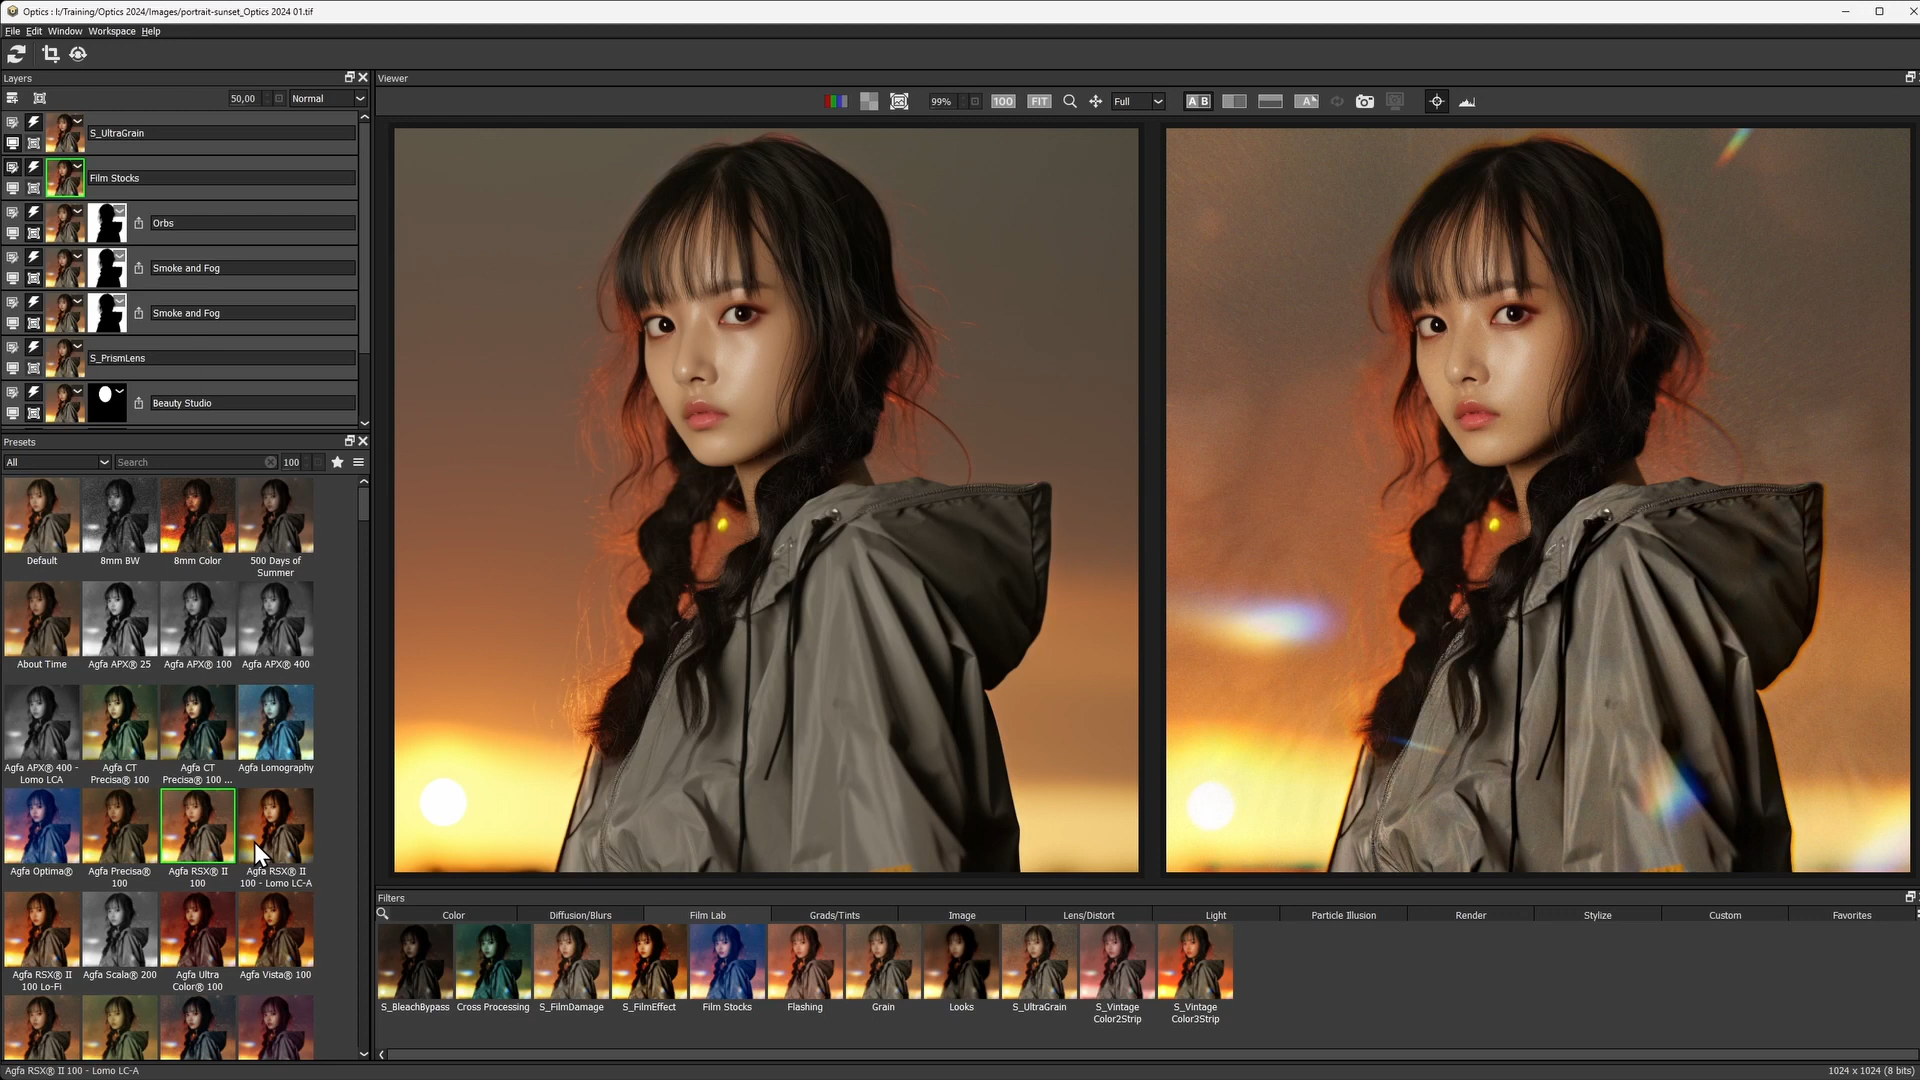 Optics : I:/Training/Optics 2024/Images/portrait-sunset_Optics 2024 01.tif
File Edit Window Workspace Help
Layers
50,00 Normal
S_UltraGrain
Film Stocks
Orbs
Smoke and Fog
Smoke and Fog
S_PrismLens
Beauty Studio
Presets
All Search 100
Default 8mm BW 8mm Color 500 Days of
Summer
About Time Agfa APX® 25 Agfa APX® 100 Agfa APX® 400
Agfa APX® 400 - Agfa CT Agfa CT Agfa Lomography
Lomo LCA Precisa® 100 Precisa® 100 ...
Agfa Optima® Agfa Precisa® Agfa RSX® II Agfa RSX® II
100 100 100 - Lomo LC-A
Agfa RSX® II Agfa Scala® 200 Agfa Ultra Agfa Vista® 100
100 Lo-Fi Color® 100
Agfa RSX® II 100 - Lomo LC-A
Viewer
99% 100 FIT Full A B A
Filters
Color Diffusion/Blurs Film Lab Grads/Tints Image Lens/Distort Light Particle Illusion Render Stylize Custom Favorites
S_BleachBypass Cross Processing S_FilmDamage S_FilmEffect Film Stocks Flashing Grain Looks S_UltraGrain S_Vintage S_Vintage
Color2Strip Color3Strip
1024 x 1024 (8 bits)